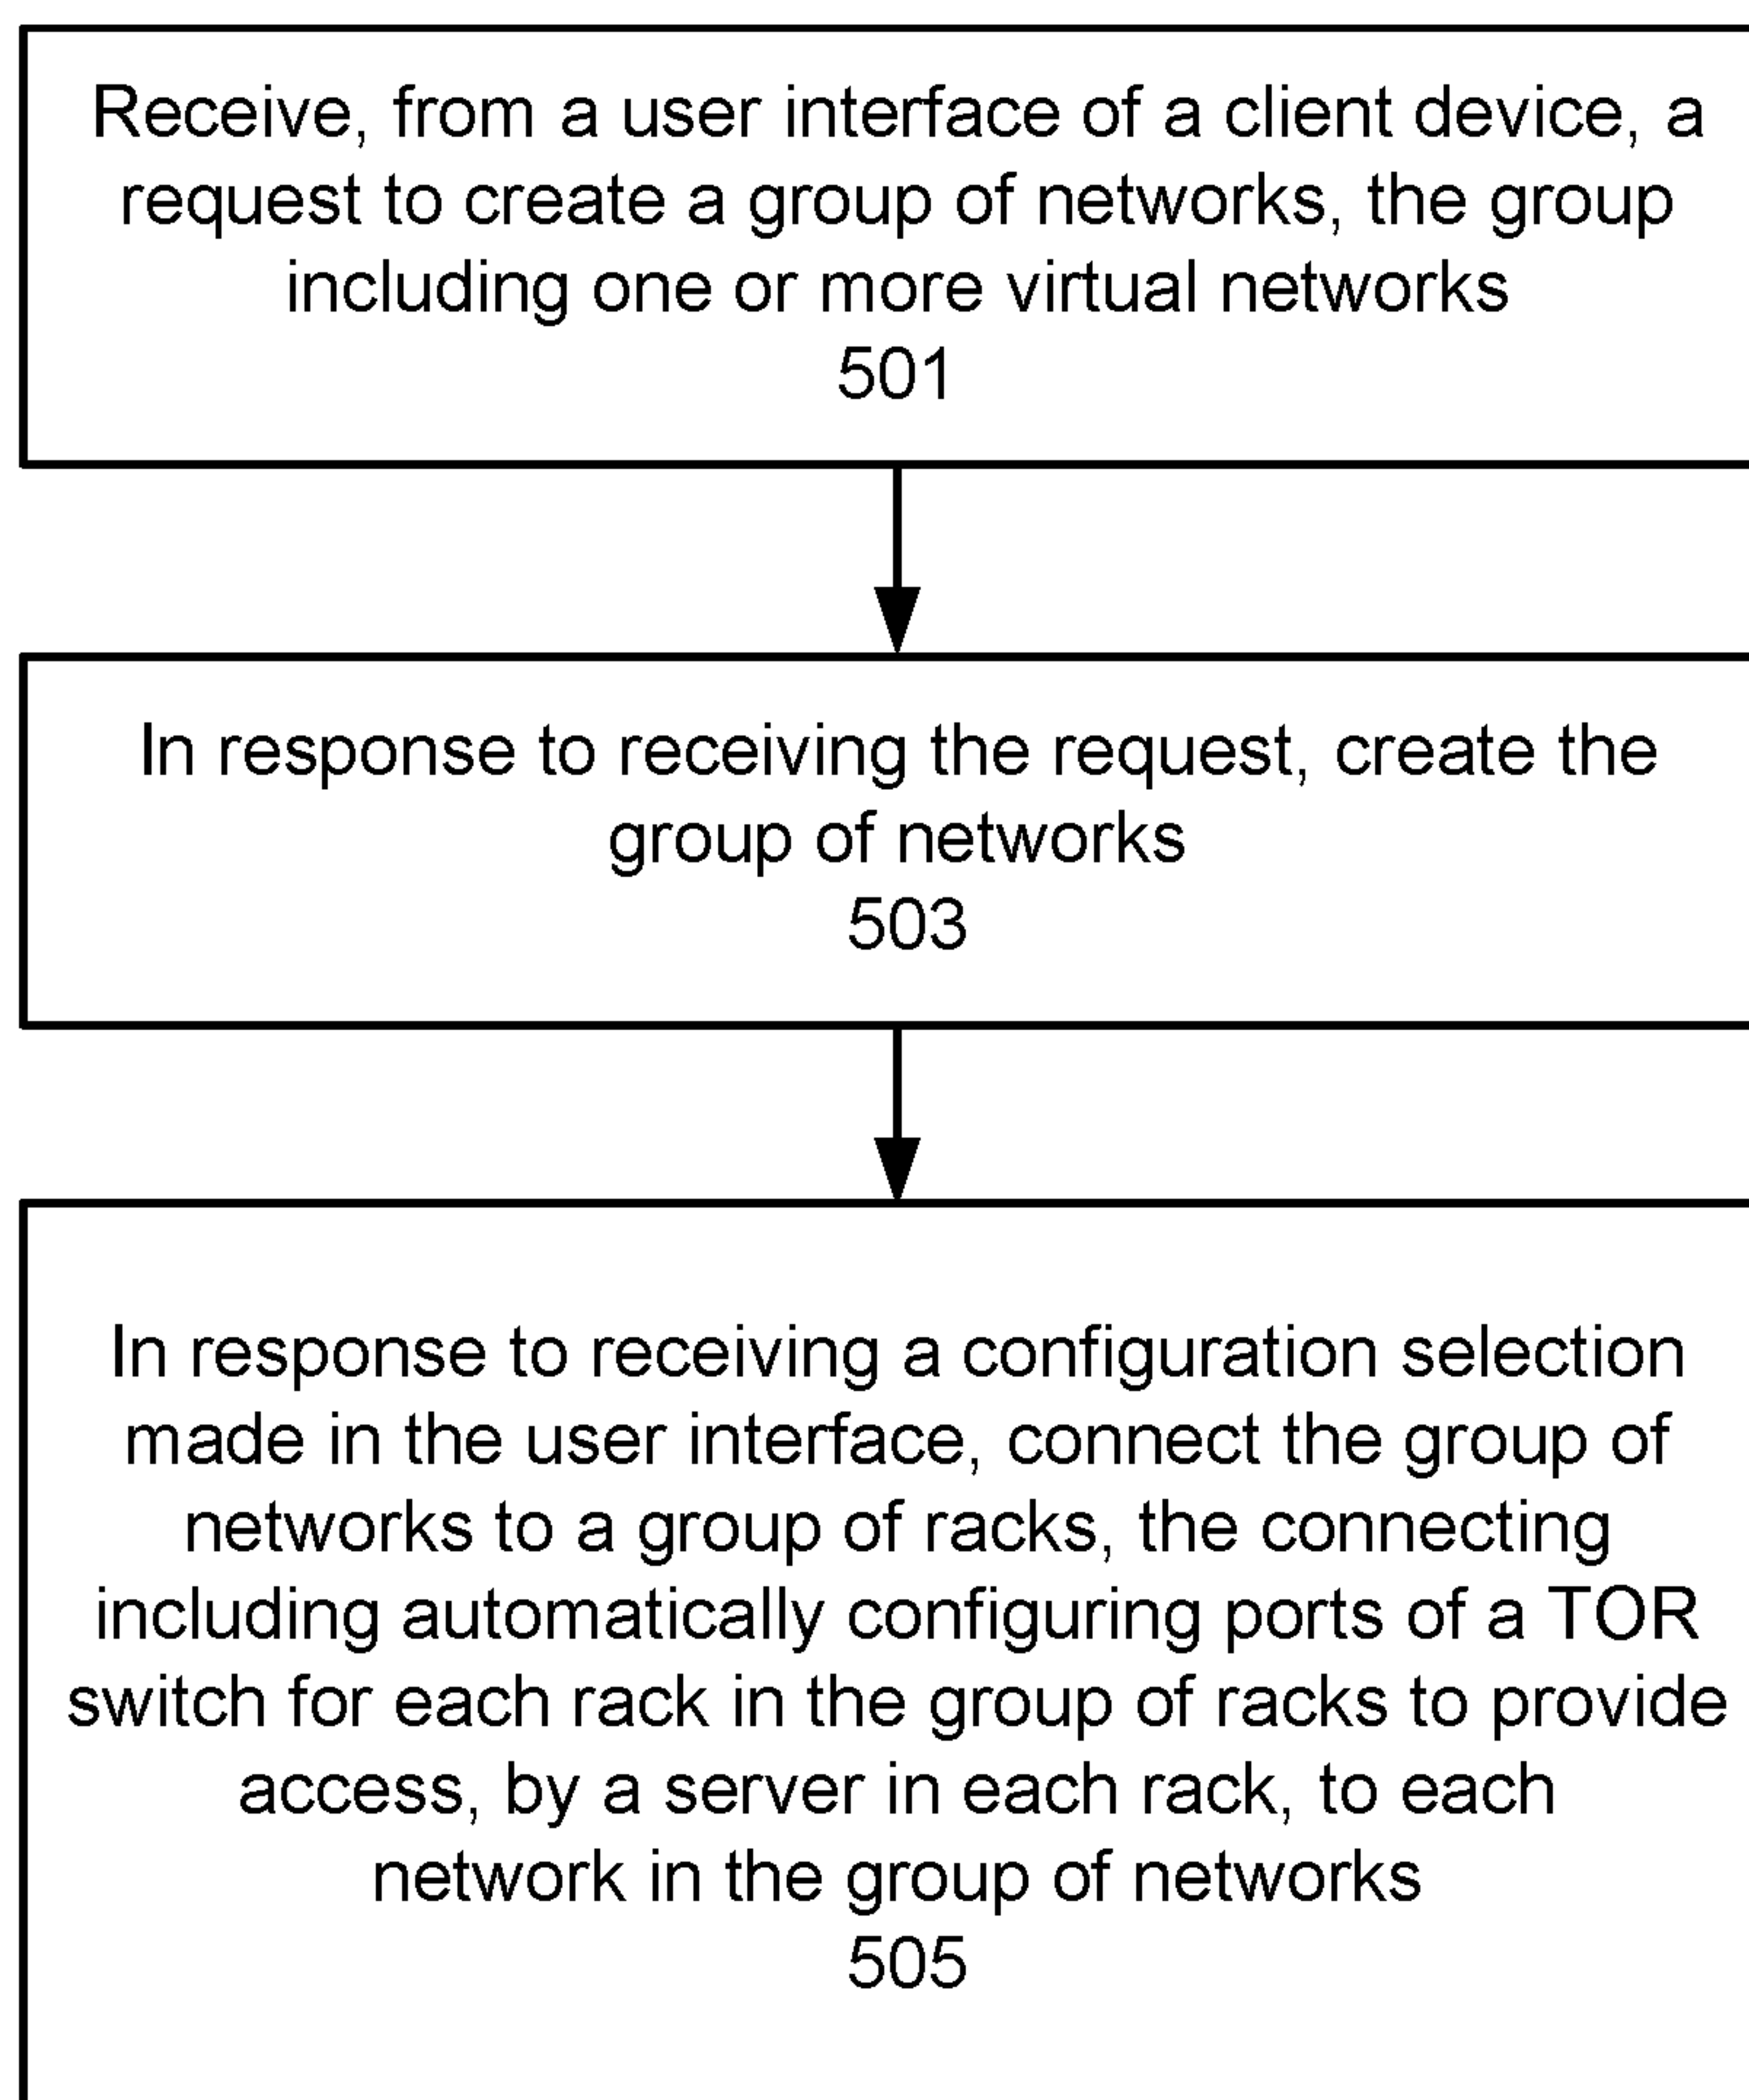 Receive, from a user interface of a client device, a
request to create a group of networks, the group
including one or more virtual networks
501
In response to receiving the request, create the
group of networks
503
In response to receiving a configuration selection
made in the user interface, connect the group of
networks to a group of racks, the connecting
including automatically configuring ports of a TOR
switch for each rack in the group of racks to provide
access, by a server in each rack, to each
network in the group of networks
505